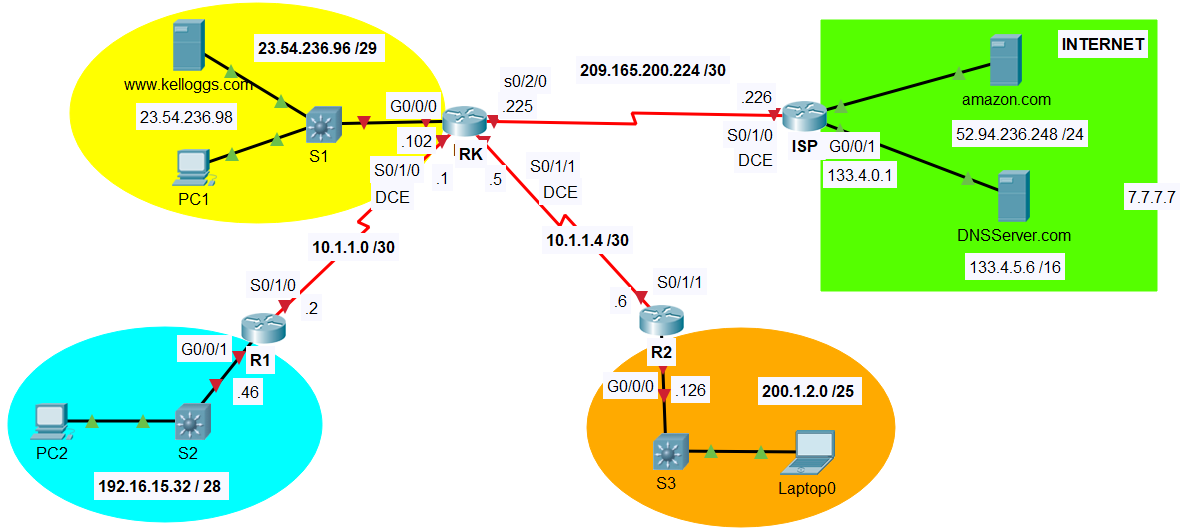 23.54.236.96 /29
www.kelloggs.com
23.54.236.98
S1
PC1
G0/0/0
.102
s0/2/0
.225
RK
S0/1/0
.1
DCE
S0/1/1
.5
DCE
209.165.200.224 /30
.226
S0/1/0
DCE
ISP
INTERNET
amazon.com
52.94.236.248 /24
G0/0/1
133.4.0.1
7.7.7.7
DNSServer.com
133.4.5.6 /16
10.1.1.0 /30
10.1.1.4 /30
S0/1/0
.2
R1
G0/0/1
.46
PC2
S2
192.16.15.32 / 28
S0/1/1
.6
R2
G0/0/0
.126
200.1.2.0 /25
S3
Laptop0